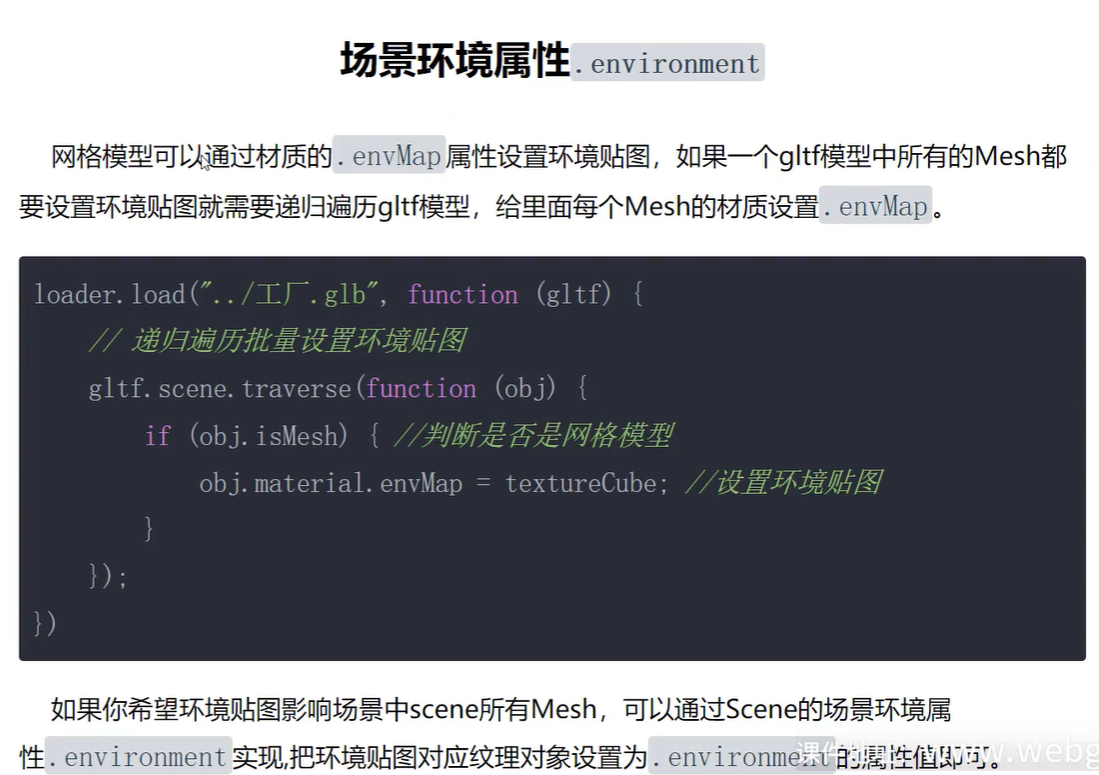 场景环境属性.environment
网格模型可以通过材质的.envMap属性设置环境贴图，如果一个gltf模型中所有的Mesh都
要设置环境贴图就需要递归遍历gltf模型，给里面每个Mesh的材质设置.envMap。
loader.load("../工厂.glb", function (gltf) {
// 递归遍历批量设置环境贴图
gltf.scene.traverse(function (obj) {
if (obj.isMesh) { //判断是否是网格模型
obj.material.envMap = textureCube; //设置环境贴图
}
});
})
如果你希望环境贴图影响场景中scene所有Mesh，可以通过Scene的场景环境属
性.environment实现,把环境贴图对应纹理对象设置为.environment的属性值即可。